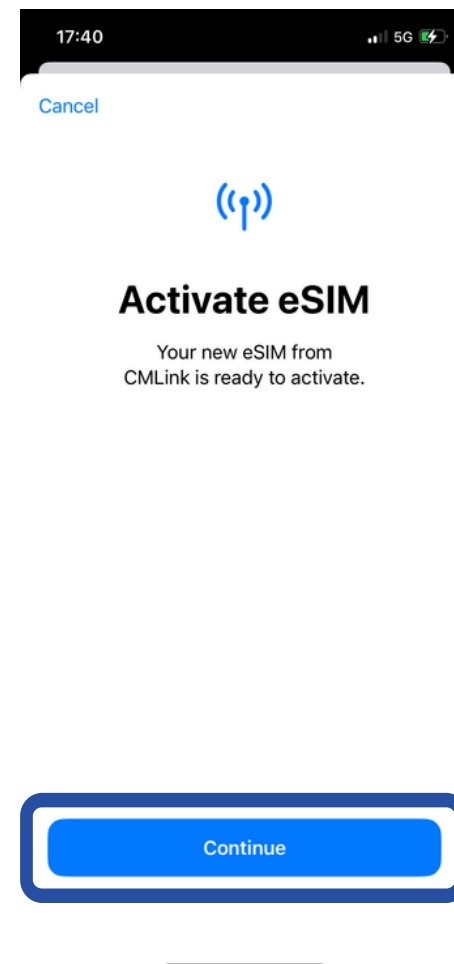 17:40 5G
Cancel
Activate eSIM
Your new eSIM from
CMLink is ready to activate.
Continue